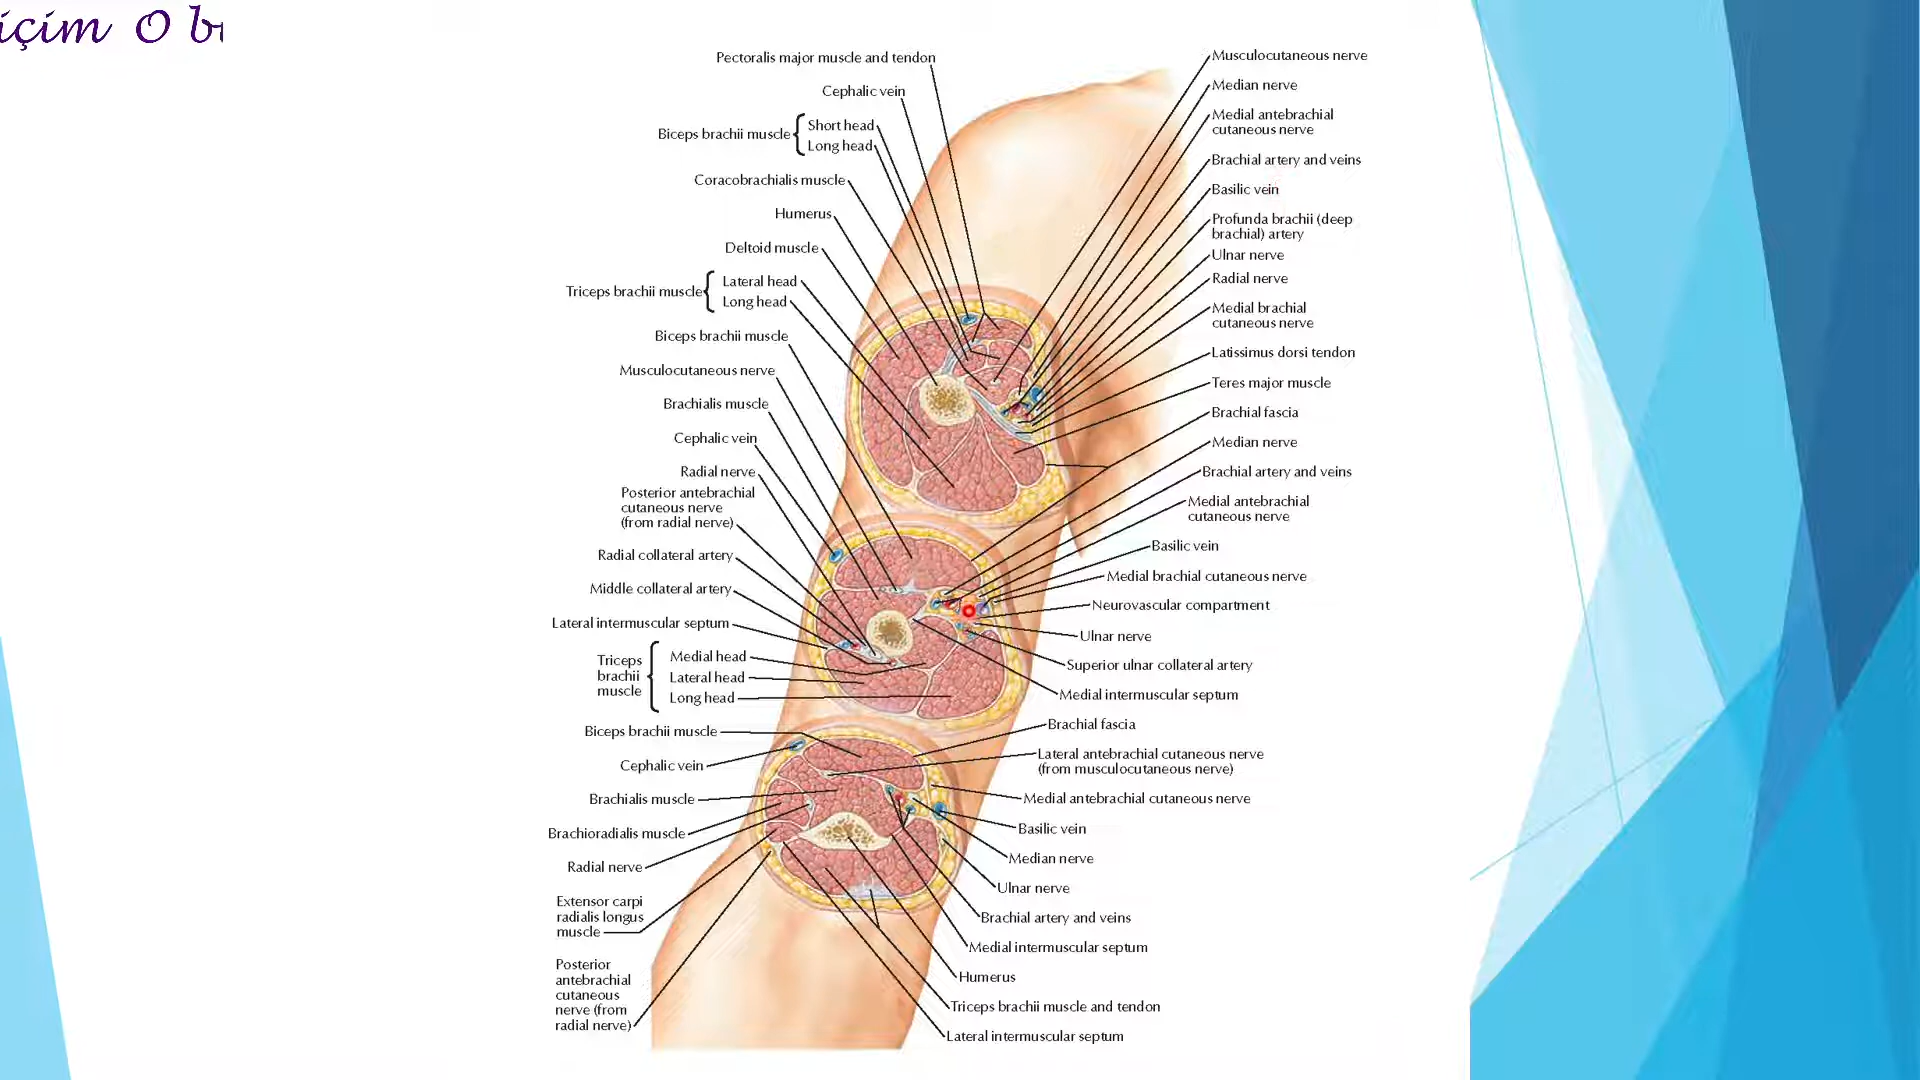 içim O
Pectoralis major muscle and tendon
Cephalic vein
Biceps brachii muscle
Short head
Long head
Coracobrachialis muscle
Humerus
Deltoid muscle
Triceps brachii muscle
Lateral head
Long head
Biceps brachii muscle
Musculocutaneous nerve
Brachialis muscle
Cephalic vein
Radial nerve
Posterior antebrachial
cutaneous nerve
(from radial nerve)
Radial collateral artery
Middle collateral artery
Lateral intermuscular septum
Triceps
brachii
muscle
Medial head
Lateral head
Long head
Biceps brachii muscle
Cephalic vein
Brachialis muscle
Brachioradialis muscle
Radial nerve
Extensor carpi
radialis longus
muscle
Posterior
antebrachial
cutaneous
nerve (from
radial nerve)
Musculocutaneous nerve
Median nerve
Medial antebrachial
cutaneous nerve
Brachial artery and veins
Basilic vein
Profunda brachii (deep
brachial) artery
Ulnar nerve
Radial nerve
Medial brachial
cutaneous nerve
Latissimus dorsi tendon
Teres major muscle
Brachial fascia
Median nerve
Brachial artery and veins
Medial antebrachial
cutaneous nerve
Basilic vein
Medial brachial cutaneous nerve
Neurovascular compartment
Ulnar nerve
Superior ulnar collateral artery
Medial intermuscular septum
Brachial fascia
Lateral antebrachial cutaneous nerve
(from musculocutaneous nerve)
Medial antebrachial cutaneous nerve
Basilic vein
Median nerve
Ulnar nerve
Brachial artery and veins
Medial intermuscular septum
Humerus
Triceps brachii muscle and tendon
Lateral intermuscular septum